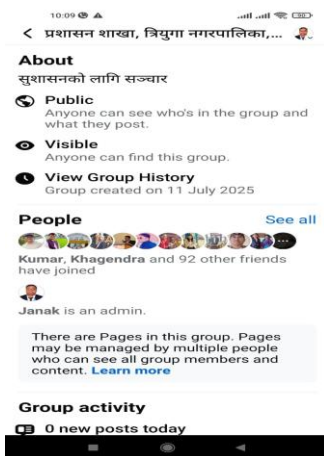 10:09
प्रशासन शाखा, त्रियुगा नगरपालिका,...
About
सुशासनको लागि सञ्चार
Public
Anyone can see who's in the group and
what they post.
Visible
Anyone can find this group.
View Group History
Group created on 11 July 2025
People
See all
Kumar, Khagendra and 92 other friends
have joined
Janak is an admin.
There are Pages in this group. Pages
may be managed by multiple people
who can see all group members and
content. Learn more
Group activity
0 new posts today